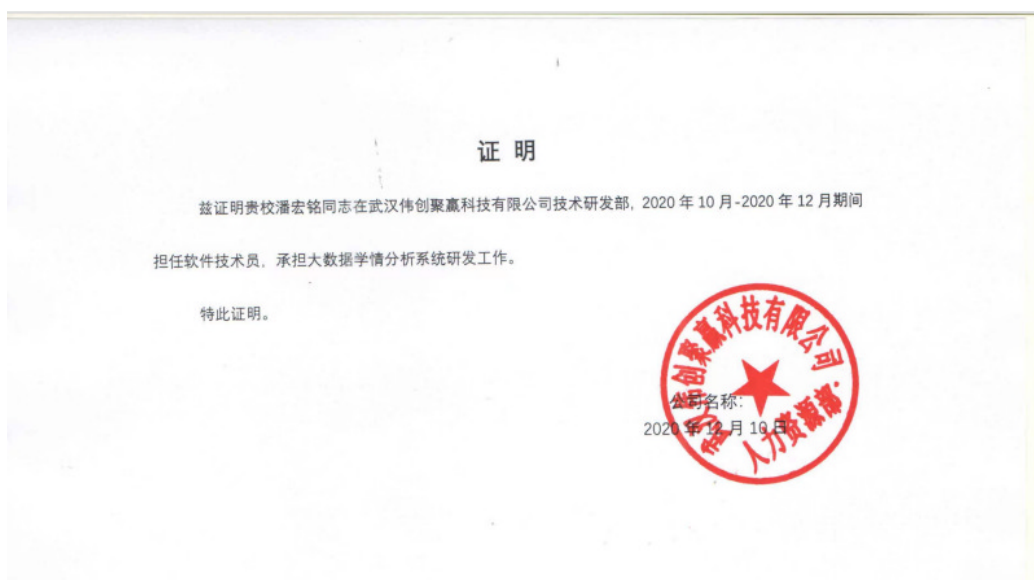 证 明
兹证明贵校潘宏铭同志在武汉伟创聚赢科技有限公司技术研发部，2020 年 10 月-2020 年 12 月期间
担任软件技术员，承担大数据学情分析系统研发工作。
特此证明。
武汉伟创聚赢科技有限公司
公司名称：
2020 年 12 月 10 日
人力资源部